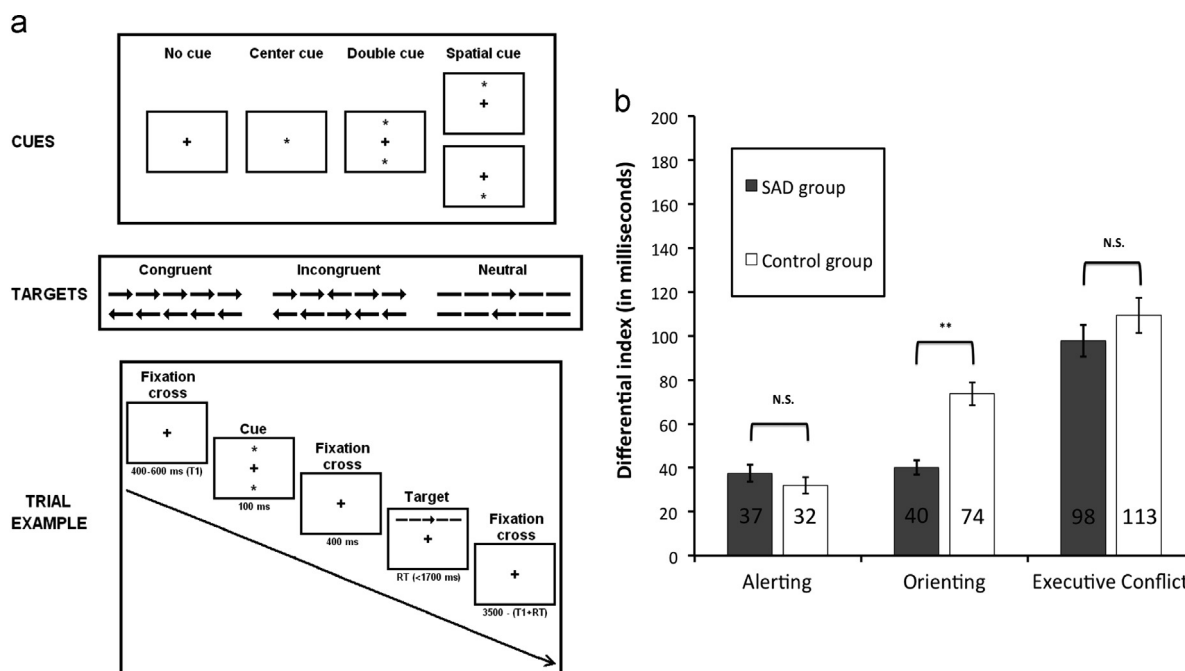 a
No cue Center cue Double cue Spatial cue
* 
+
+ * * + *
+
*
CUES
Congruent Incongruent Neutral
TARGETS
Fixation
cross
+
400-600 ms (T1)
Cue
*
+
*
100 ms
Fixation
cross
+
400 ms
Target
+
RT (<1700 ms)
Fixation
cross
+
3500 - (T1+RT)
TRIAL
EXAMPLE
b
Differential index (in milliseconds)
200
180
160
140
120
100
80
60
40
20
0
SAD group
Control group
N.S.
**
N.S.
37 32 40 74 98 113
Alerting Orienting Executive Conflict